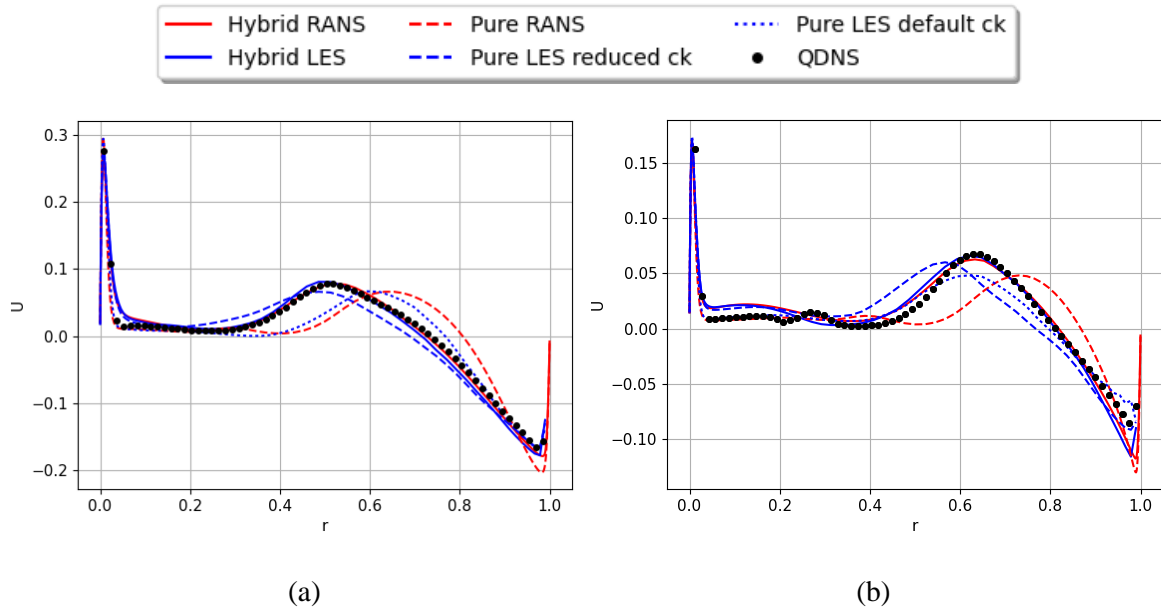 Hybrid RANS Pure RANS Pure LES default ck
Hybrid LES Pure LES reduced ck QDNS
0.3
0.2
0.1
0.0
−0.1
−0.2
U
0.0 0.2 0.4 0.6 0.8 1.0
r
(a)
0.15
0.10
0.05
0.00
−0.05
−0.10
U
0.0 0.2 0.4 0.6 0.8 1.0
r
(b)